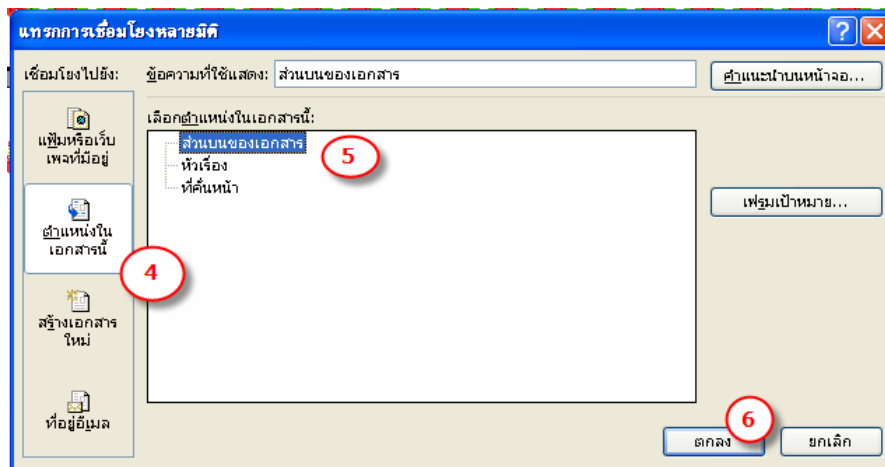 แทรกการเชื่อมโยงหลายมิติ
เชื่อมโยงไปยัง:
ข้อความที่ใช้แสดง: ส่วนบนของเอกสาร
คำแนะนำบนหน้าจอ...
แฟ้มหรือเว็บ
เพจที่มีอยู่
เลือกตำแหน่งในเอกสารนี้:
ส่วนบนของเอกสาร
5
หัวเรื่อง
ที่คั่นหน้า
เฟรมเป้าหมาย...
ตำแหน่งใน
เอกสารนี้
4
สร้างเอกสาร
ใหม่
ที่อยู่อีเมล
6
ตกลง
ยกเลิก